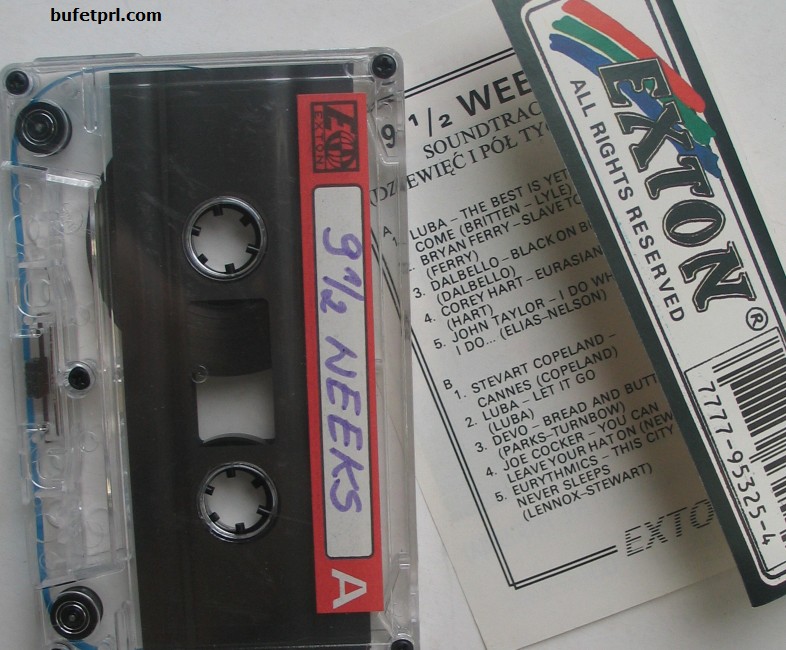 bufetprl.com
EXTON
9 1/2 NEEKS
A
9 1/2 WEE
SOUNDTRAC
(DZIEWIĘĆ I PÓŁ TYG
A
LUBA – THE BEST IS YET
COME (BRITTEN – LYLE)
BRYAN FERRY – SLAVE TO
(FERRY)
3. DALBELLO – BLACK ON B
(DALBELLO)
4. COREY HART – EURASIAN
(HART)
5. JOHN TAYLOR – I DO WH
I DO... (ELIAS–NELSON)
B
1. STEVART COPELAND –
CANNES (COPELAND)
2. LUBA – LET IT GO
(LUBA)
3. DEVO – BREAD AND BUTT
(PARKS–TURNBOW)
4. JOE COCKER – YOU CAN
LEAVE YOUR HAT ON (NEW
5. EURYTHMICS – THIS CITY
NEVER SLEEPS
(LENNOX–STEWART)
EXTO
EXTON®
ALL RIGHTS RESERVED
7777-95325-4